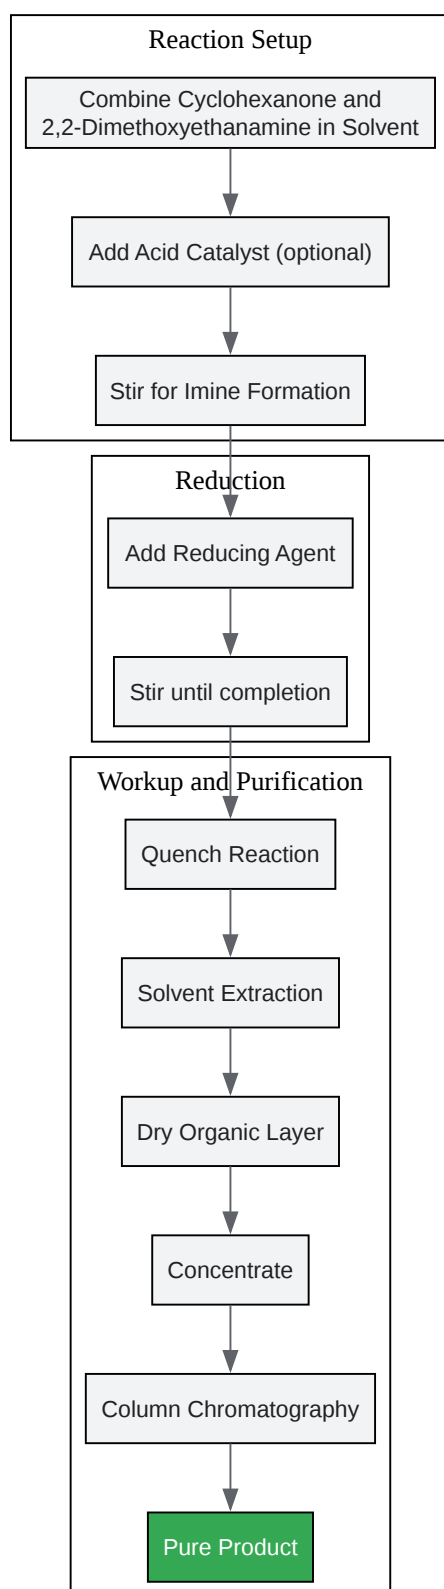 Reaction Setup
Combine Cyclohexanone and
2,2-Dimethoxyethanamine in Solvent
Add Acid Catalyst (optional)
Stir for Imine Formation
Reduction
Add Reducing Agent
Stir until completion
Workup and Purification
Quench Reaction
Solvent Extraction
Dry Organic Layer
Concentrate
Column Chromatography
Pure Product